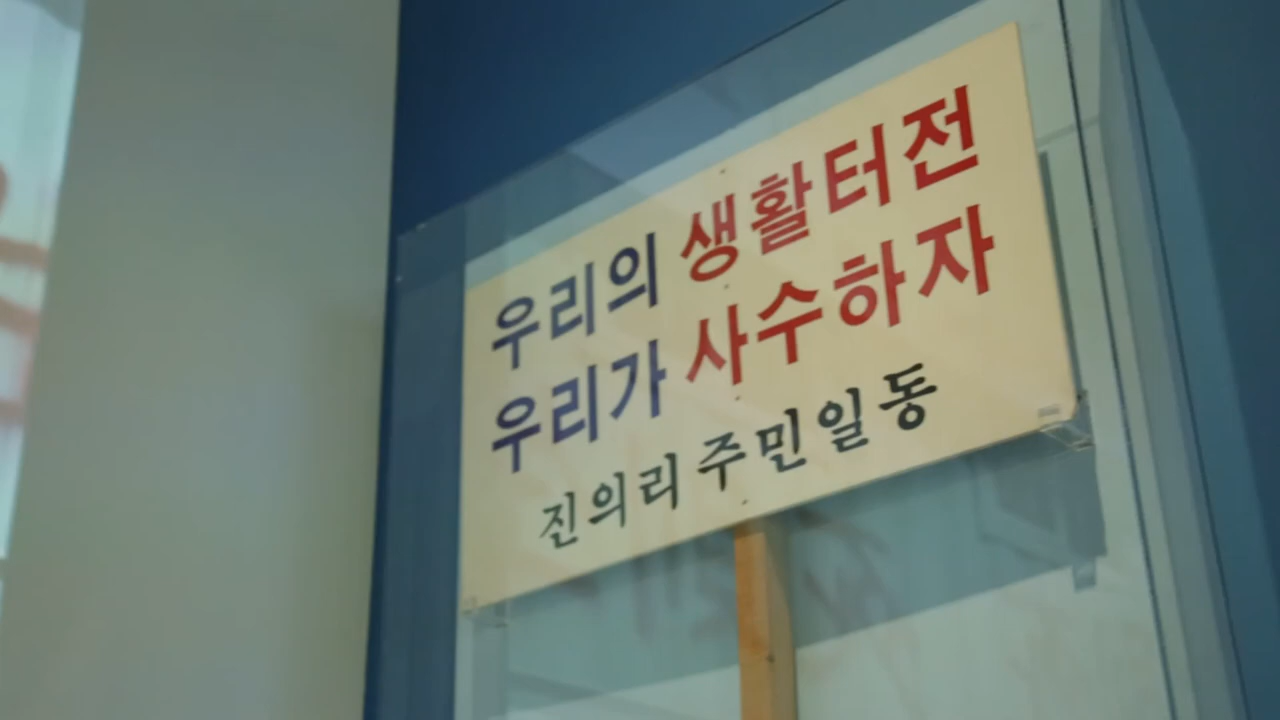 우리의 생활터전
우리가 사수하자
진의리 주민일동